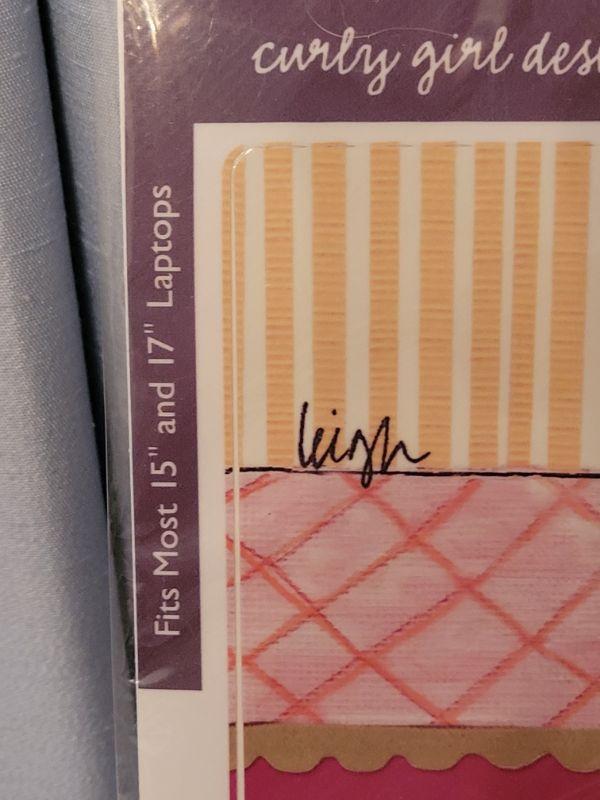 curly girl desi
Fits Most 15" and 17" Laptops
leigh